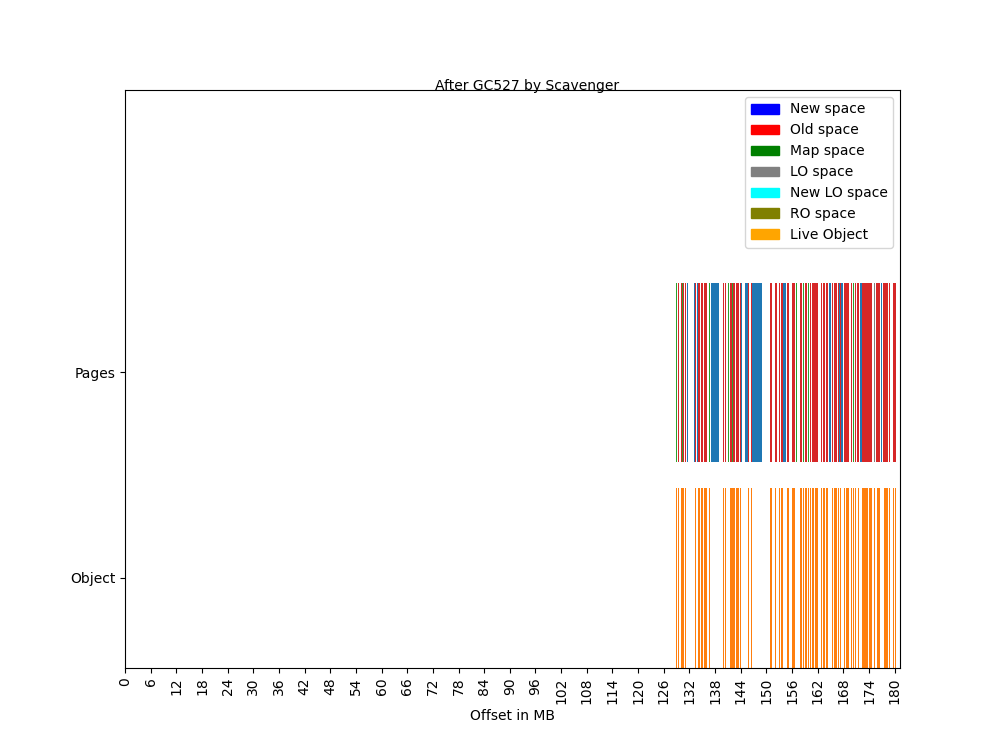 After GC527 by Scavenger
New space
Old space
Map space
LO space
New LO space
RO space
Live Object
Pages
Object
0 6 12 18 24 30 36 42 48 54 60 66 72 78 84 90 96 102 108 114 120 126 132 138 144 150 156 162 168 174 180
Offset in MB